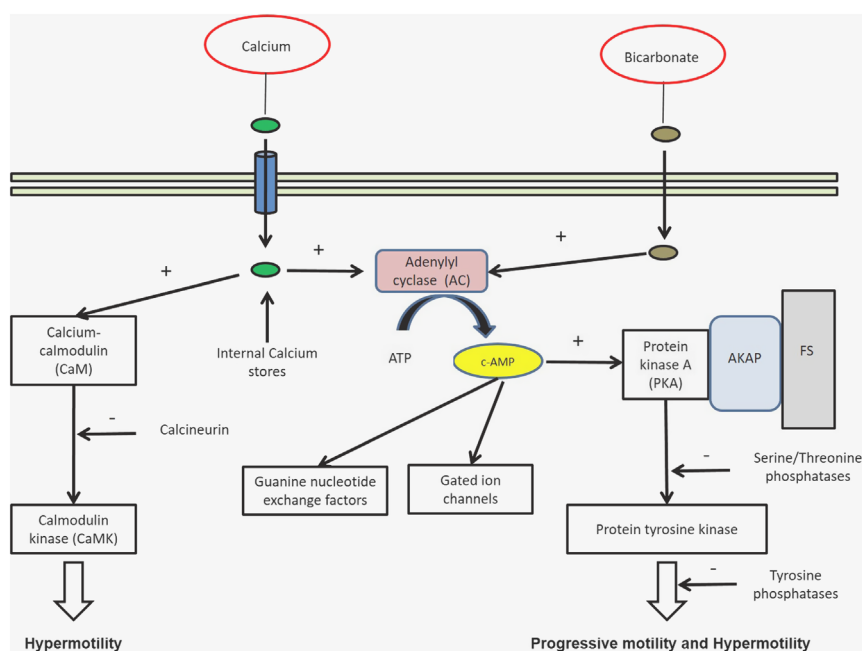 Calcium
Bicarbonate
+
+
+
Adenylyl
cyclase (AC)
Calcium-
calmodulin
(CaM)
Internal Calcium
stores
ATP
c-AMP
+
Protein
kinase A
(PKA)
AKAP
FS
-
Calcineurin
-
Serine/Threonine
phosphatases
Guanine nucleotide
exchange factors
Gated ion
channels
Calmodulin
kinase (CaMK)
Protein tyrosine kinase
-
Tyrosine
phosphatases
Hypermotility
Progressive motility and Hypermotility